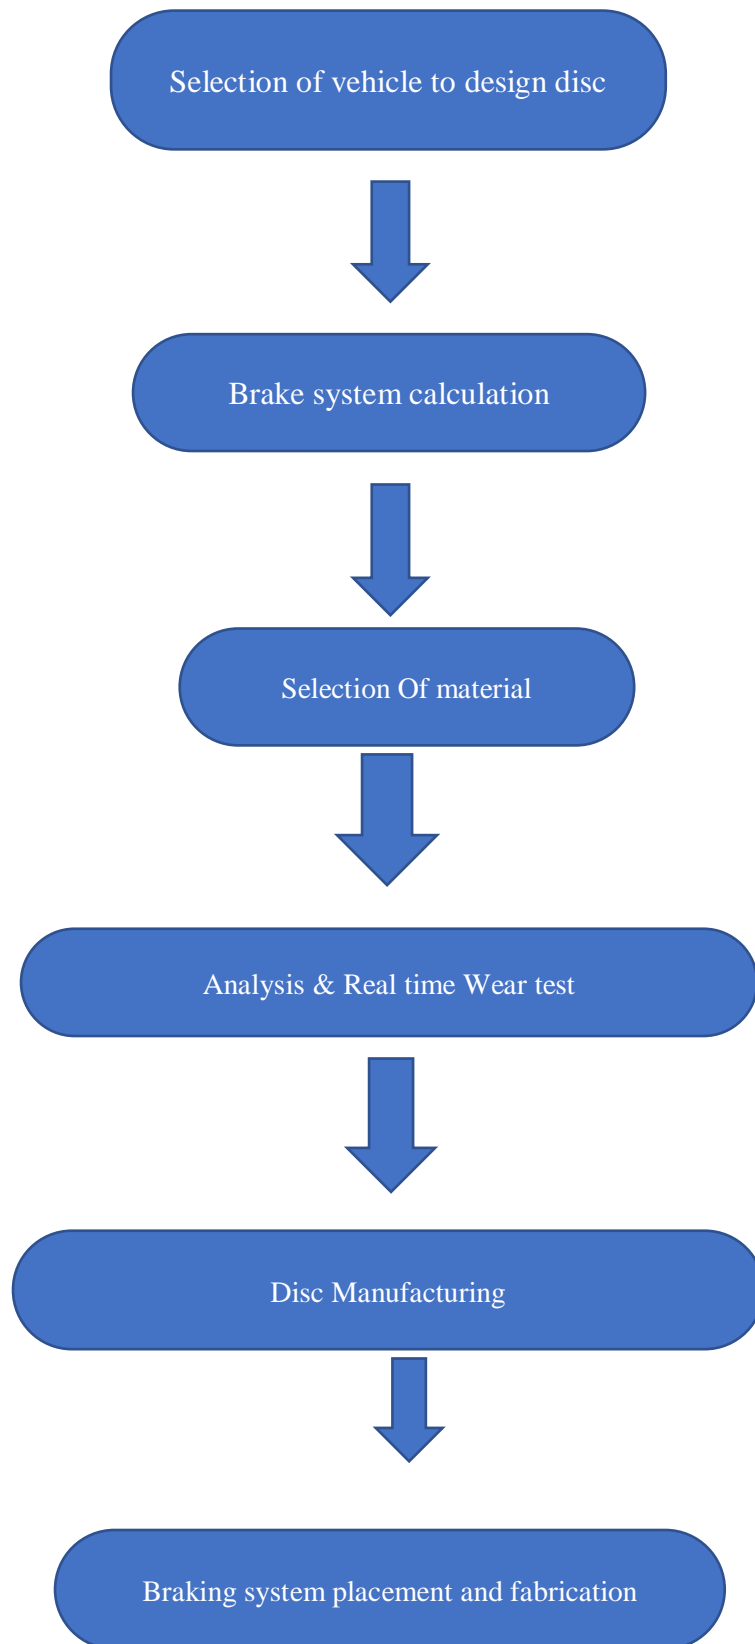 Selection of vehicle to design disc
Brake system calculation
Selection Of material
Analysis & Real time Wear test
Disc Manufacturing
Braking system placement and fabrication